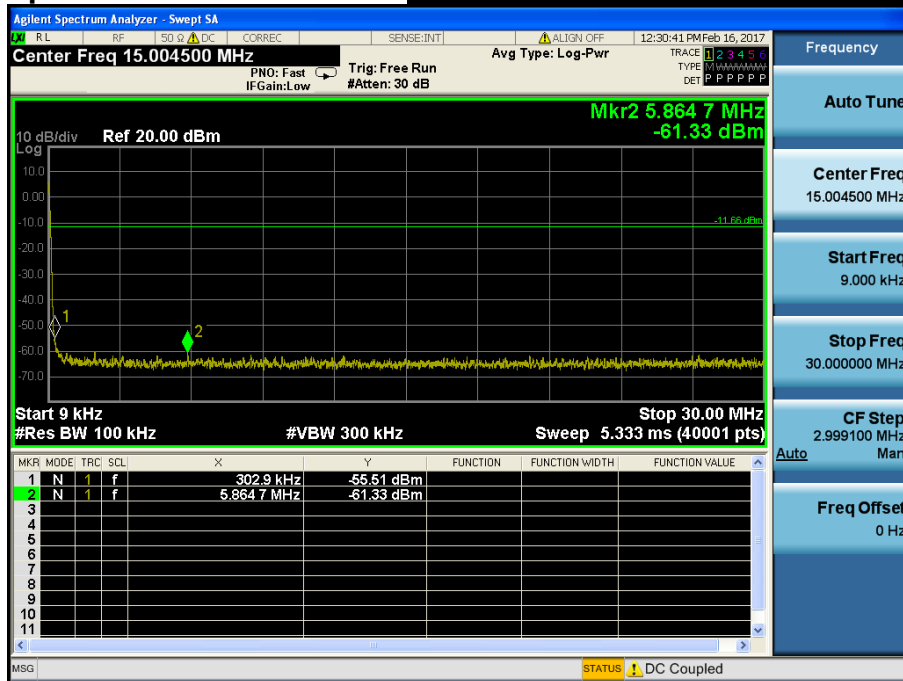 Agilent Spectrum Analyzer - Swept SA
LXI RL RF 50 Ω DC CORREC SENSE:INT ALIGN OFF 12:30:41 PM Feb 16, 2017
Center Freq 15.004500 MHz
PNO: Fast
IFGain:Low
Trig: Free Run
#Atten: 30 dB
Avg Type: Log-Pwr
TRACE 1 2 3 4 5 6
TYPE M W W W W W
DET P P P P P P
Mkr2 5.864 7 MHz
-61.33 dBm
10 dB/div Ref 20.00 dBm
Log
10.0
0.00
-10.0
-11.66 dBm
-20.0
-30.0
-40.0
-50.0
1
2
-60.0
-70.0
Start 9 kHz Stop 30.00 MHz
#Res BW 100 kHz #VBW 300 kHz Sweep 5.333 ms (40001 pts)
MKR MODE TRC SCL X Y FUNCTION FUNCTION WIDTH FUNCTION VALUE
1 N 1 f 302.9 kHz -55.51 dBm
2 N 1 f 5.864 7 MHz -61.33 dBm
3
4
5
6
7
8
9
10
11
MSG STATUS DC Coupled
Frequency
Auto Tune
Center Freq
15.004500 MHz
Start Freq
9.000 kHz
Stop Freq
30.000000 MHz
CF Step
2.999100 MHz
Auto Man
Freq Offset
0 Hz